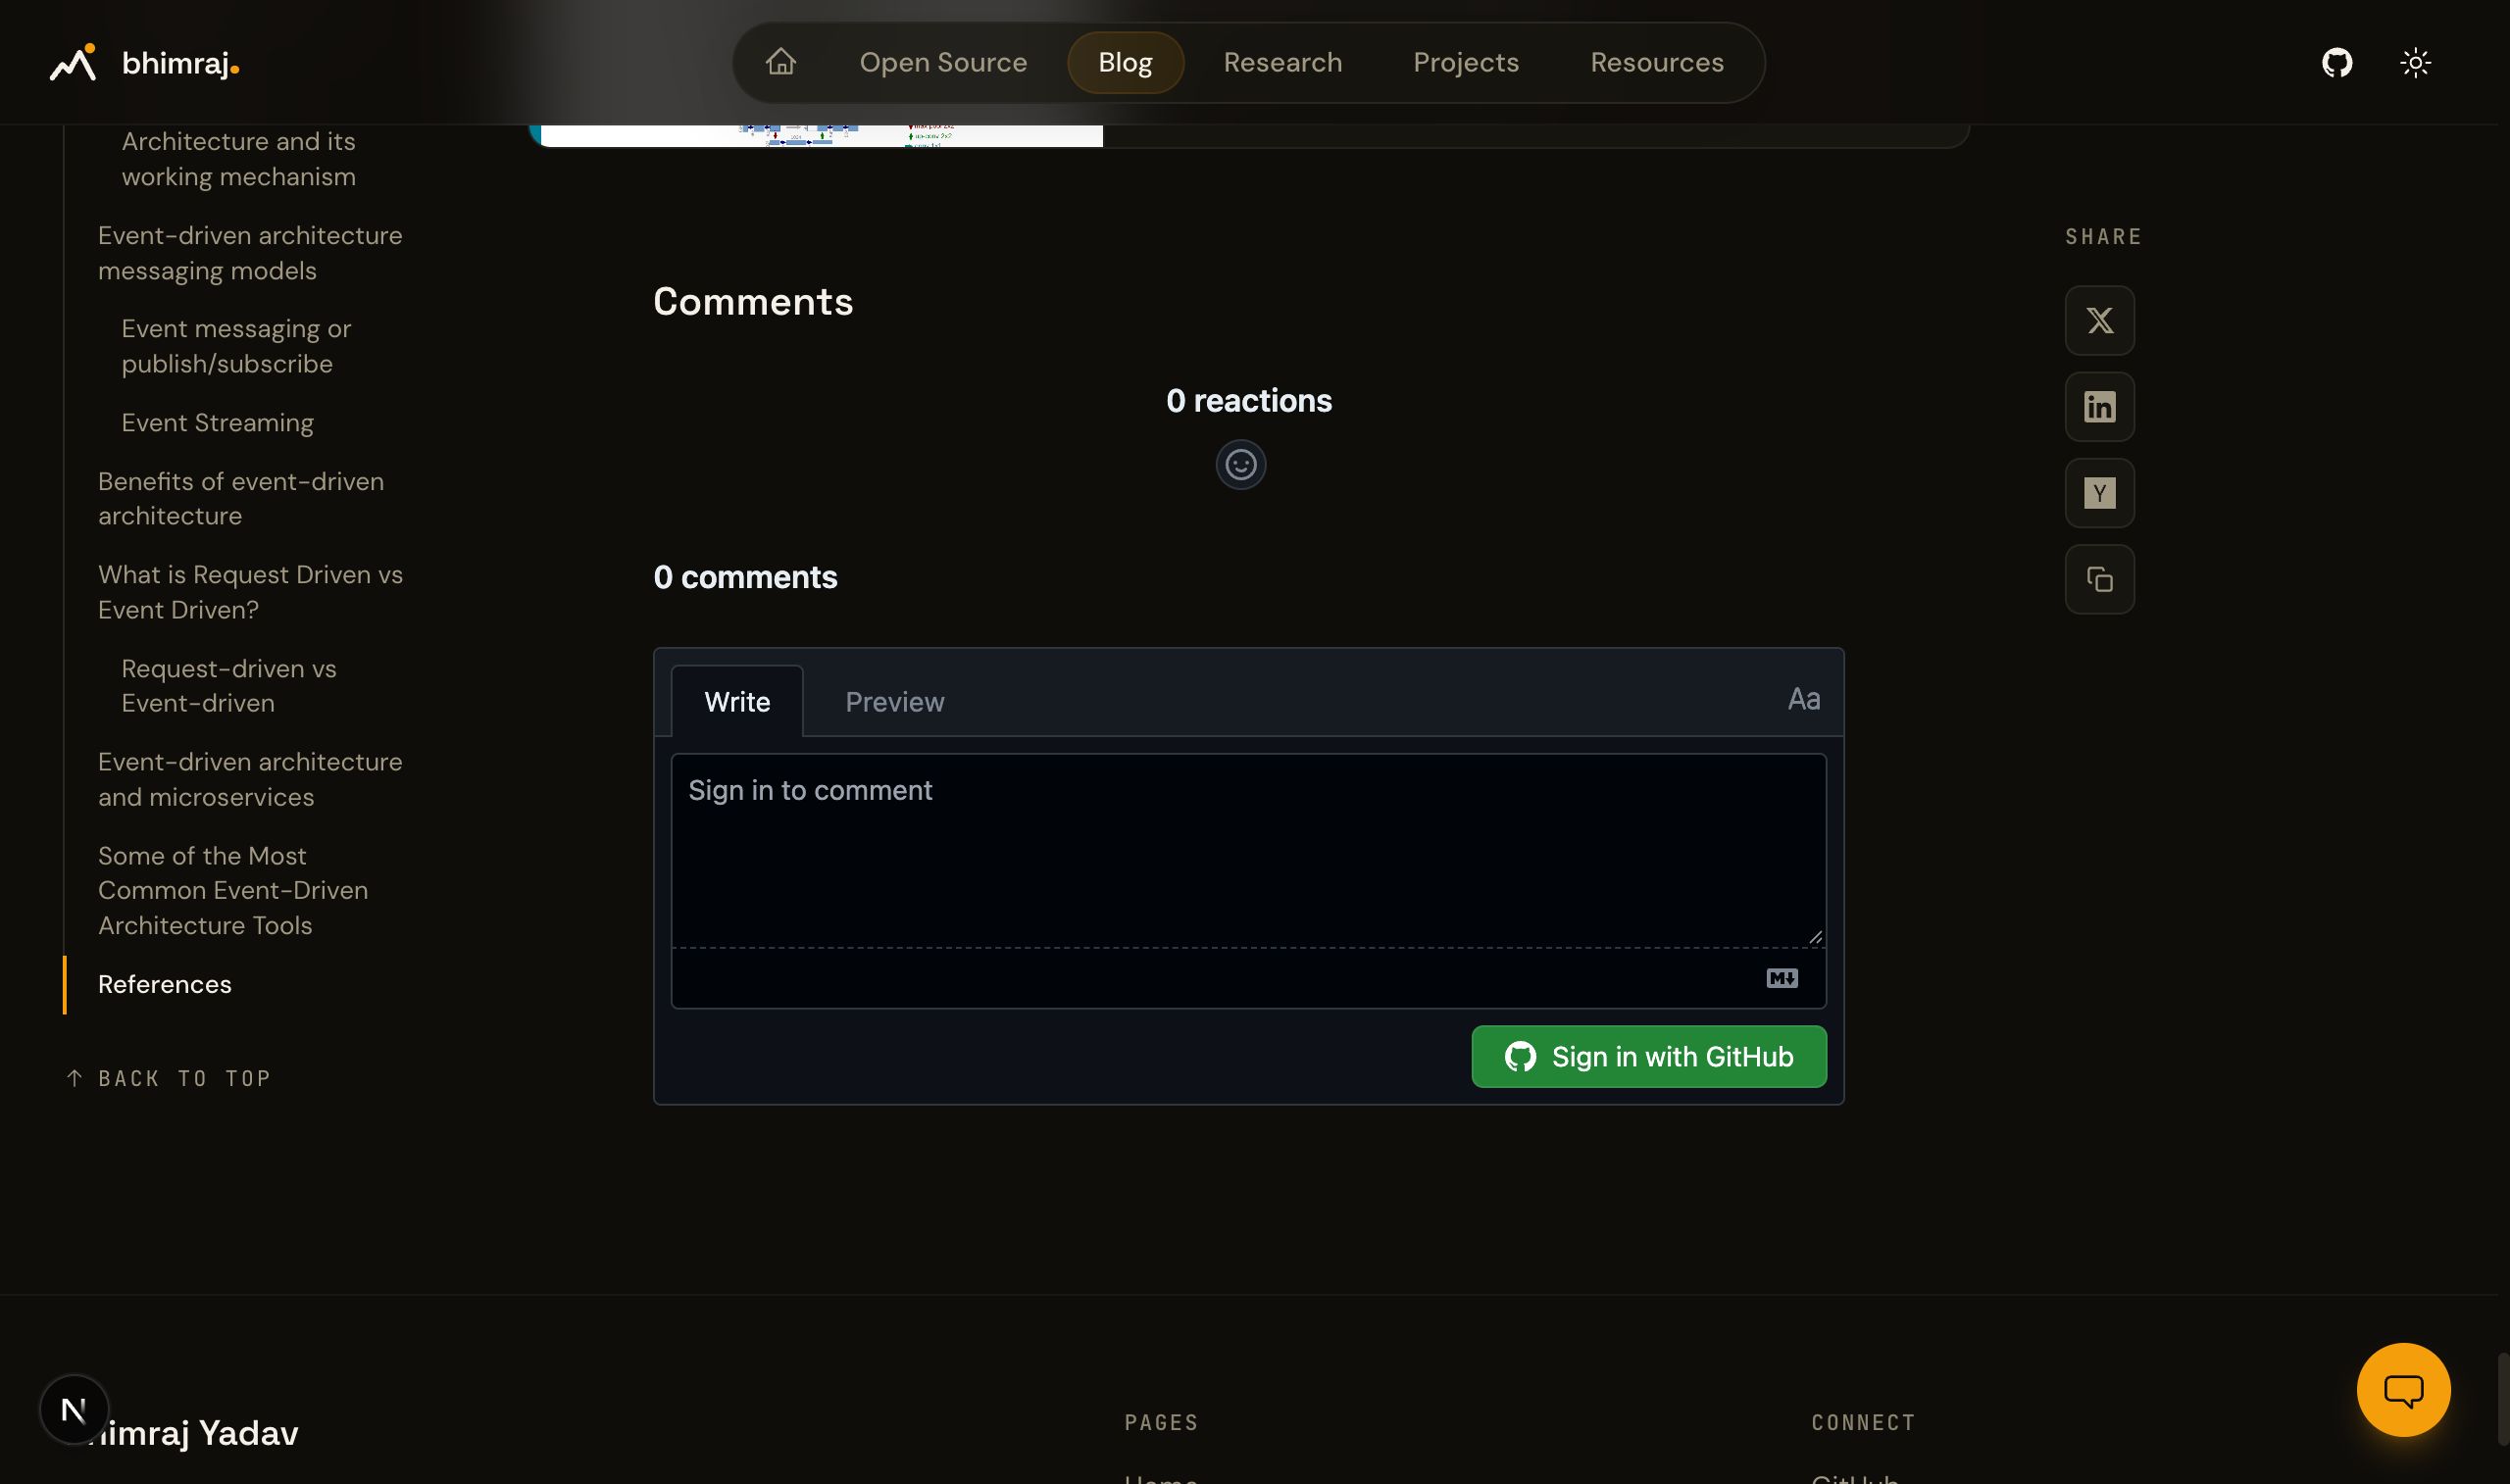 bhimraj.
Open Source
Blog
Research
Projects
Resources
Architecture and its
working mechanism
Event-driven architecture
messaging models
Event messaging or
publish/subscribe
Event Streaming
Benefits of event-driven
architecture
What is Request Driven vs
Event Driven?
Request-driven vs
Event-driven
Event-driven architecture
and microservices
Some of the Most
Common Event-Driven
Architecture Tools
References
↑ BACK TO TOP
Comments
0 reactions
0 comments
Write
Preview
Aa
Sign in to comment
M
Sign in with GitHub
SHARE
X
in
Y
N
himraj Yadav
PAGES
CONNECT
Home
GitHub